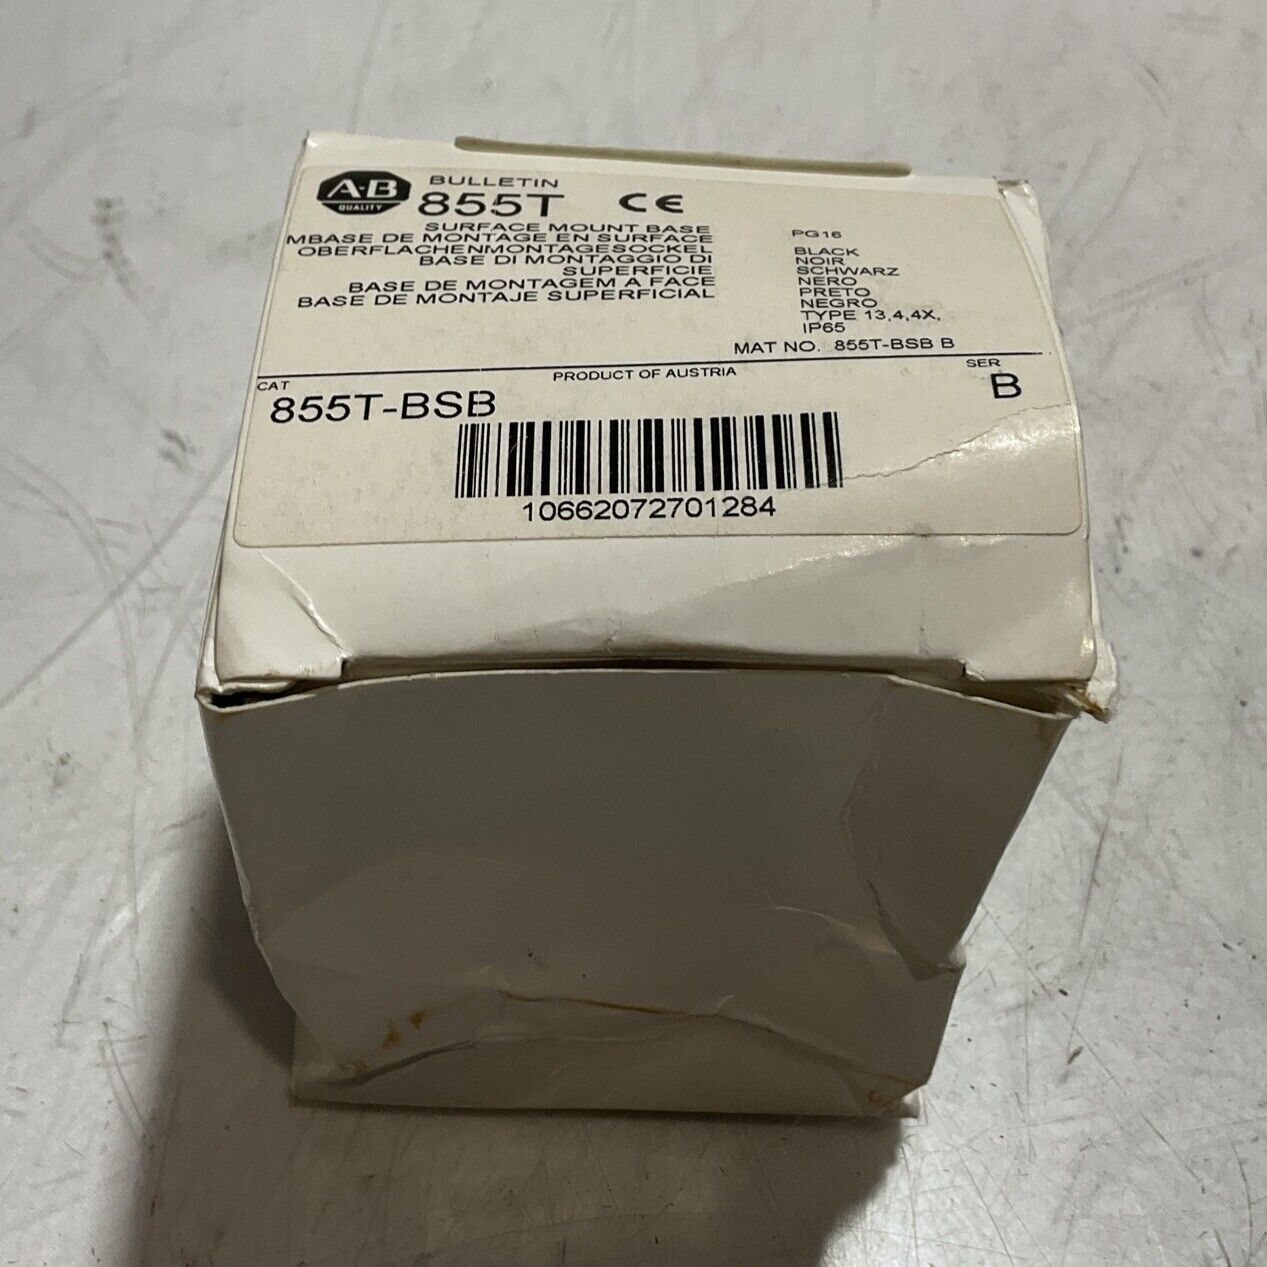 A-B
QUALITY
BULLETIN
855T CE
SURFACE MOUNT BASE
MBASE DE MONTAGE EN SURFACE
OBERFLACHENMONTAGESOCKEL
BASE DI MONTAGGIO DI
SUPERFICIE
BASE DE MONTAGEM A FACE
BASE DE MONTAJE SUPERFICIAL
PG16
BLACK
NOIR
SCHWARZ
NERO
PRETO
NEGRO
TYPE 13,4,4X,
IP65
MAT NO. 855T-BSB B
CAT
PRODUCT OF AUSTRIA
SER
855T-BSB
B
10662072701284